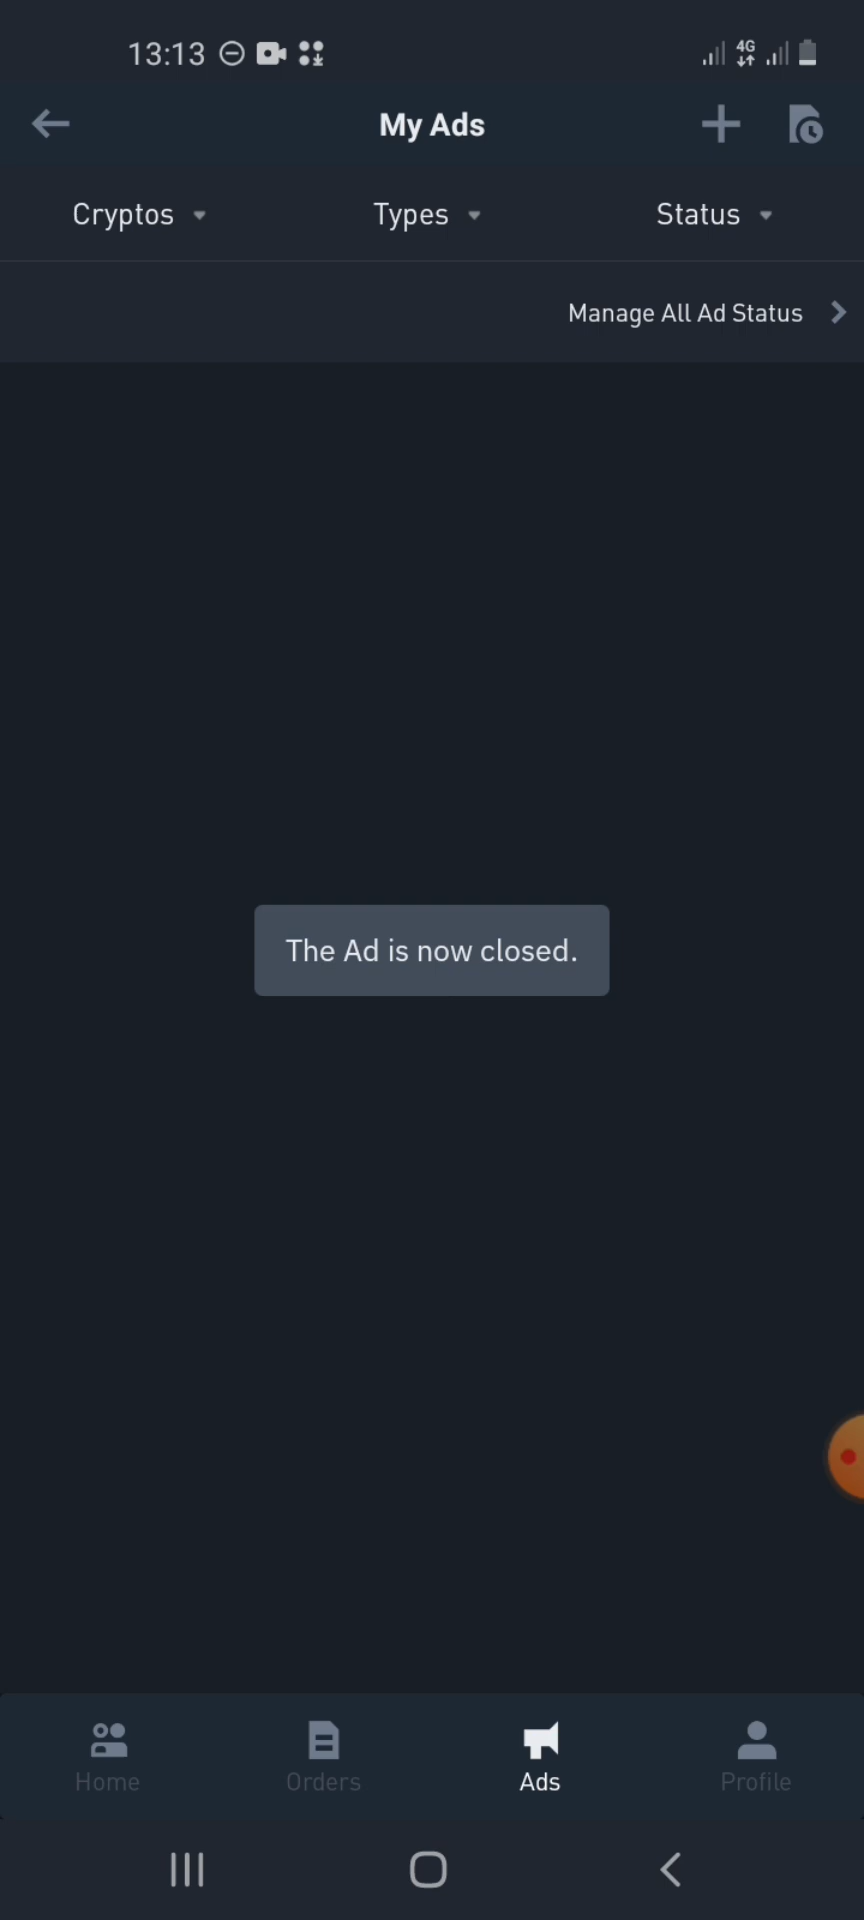 13:13
4G
My Ads
Cryptos
Types
Status
Manage All Ad Status
The Ad is now closed.
Home
Orders
Ads
Profile